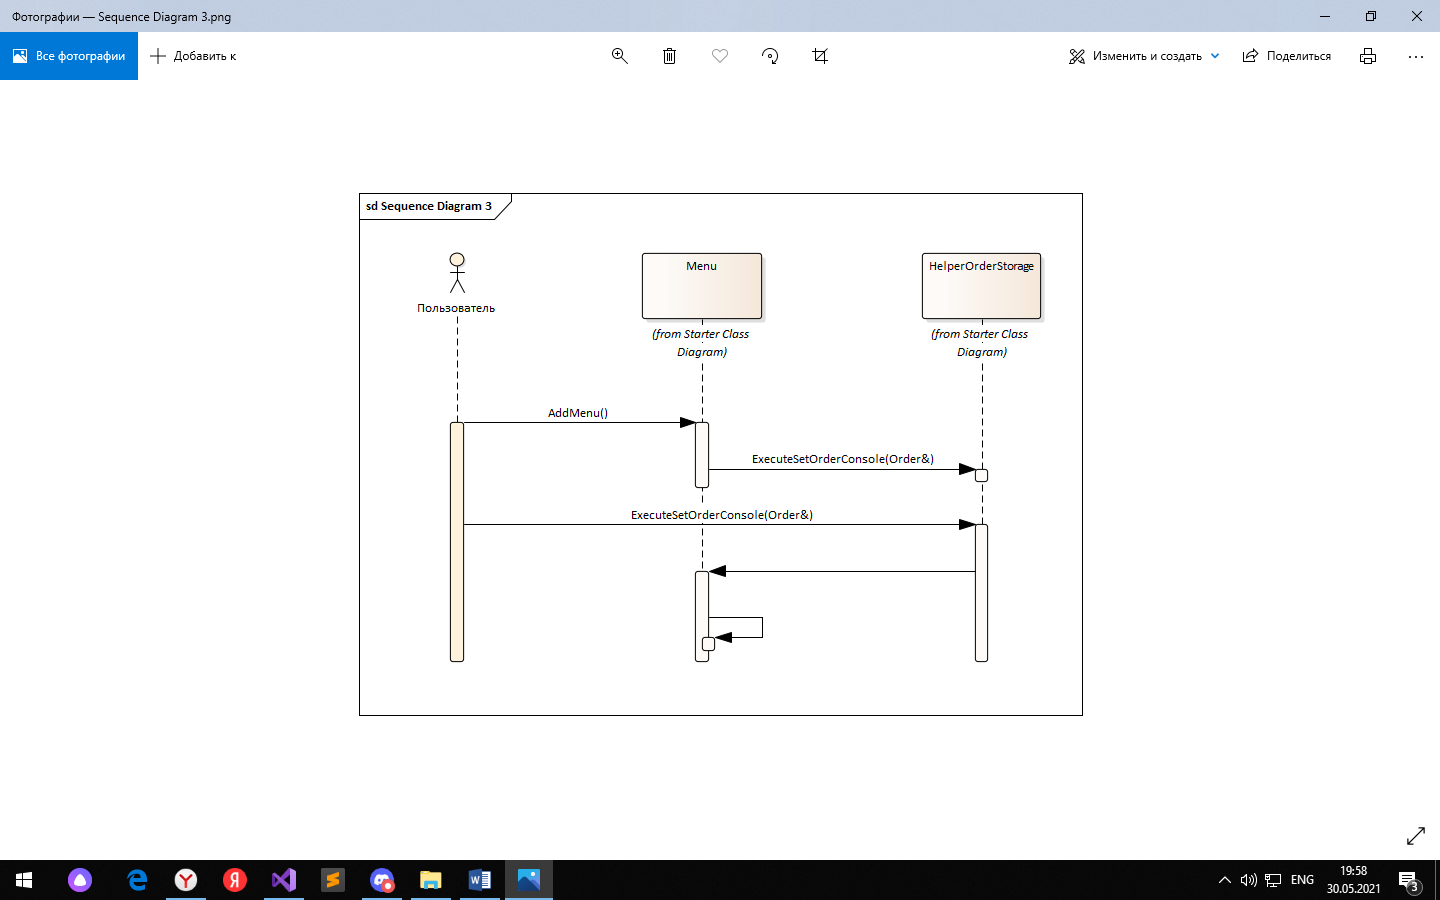 Фотографии — Sequence Diagram 3.png
Все фотографии
Добавить к
Изменить и создать
Поделиться
sd Sequence Diagram 3
Пользователь
Menu
HelperOrderStorage
(from Starter Class
Diagram)
(from Starter Class
Diagram)
AddMenu()
ExecuteSetOrderConsole(Order&)
ExecuteSetOrderConsole(Order&)
ENG
19:58
30.05.2021
3